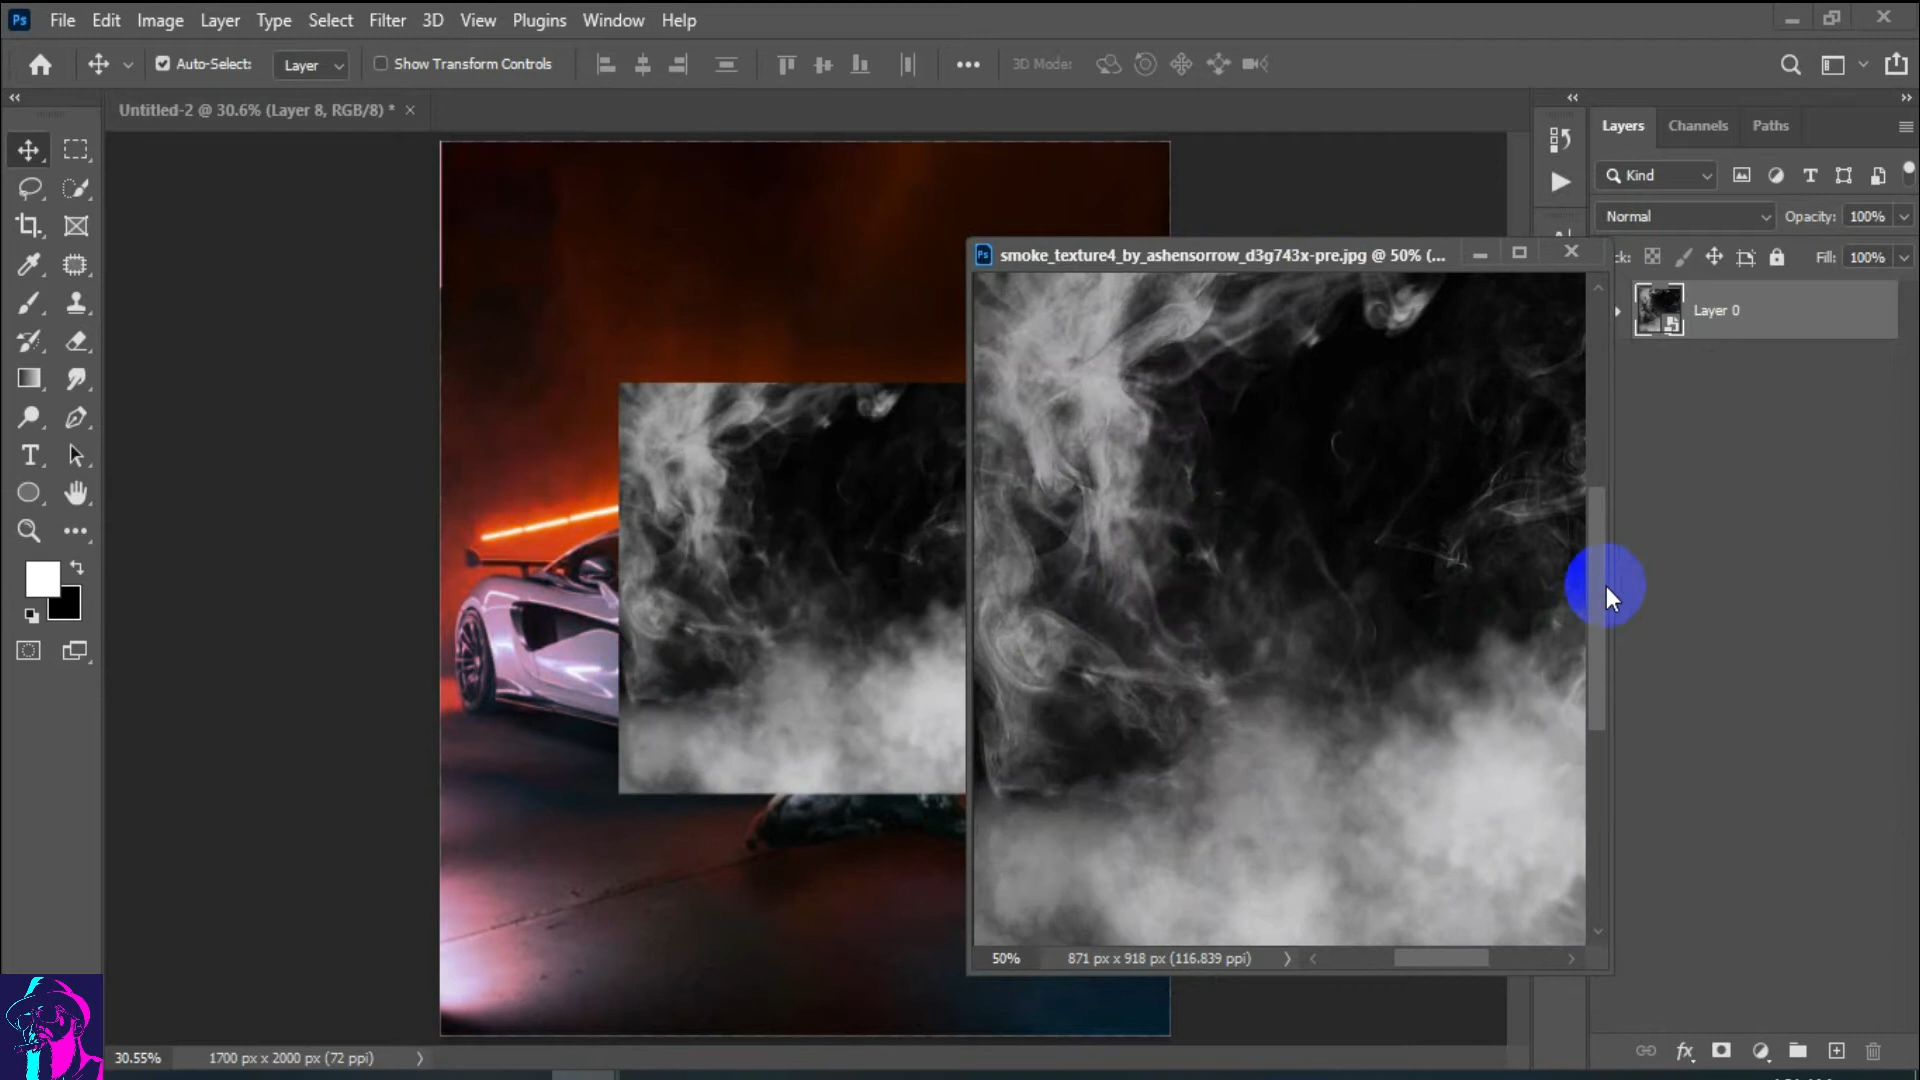 Ps File Edit Image Layer Type Select Filter 3D View Plugins Window Help
Auto-Select: Layer Show Transform Controls 3D Mode:
Untitled-2 @ 30.6% (Layer 8, RGB/8) *
Layers Channels Paths
Kind
Normal Opacity: 100%
Ps smoke_texture4_by_ashensorrow_d3g743x-pre.jpg @ 50% (...
ck: Fill: 100%
Layer 0
50% 871 px x 918 px (116.839 ppi)
30.55% 1700 px x 2000 px (72 ppi)